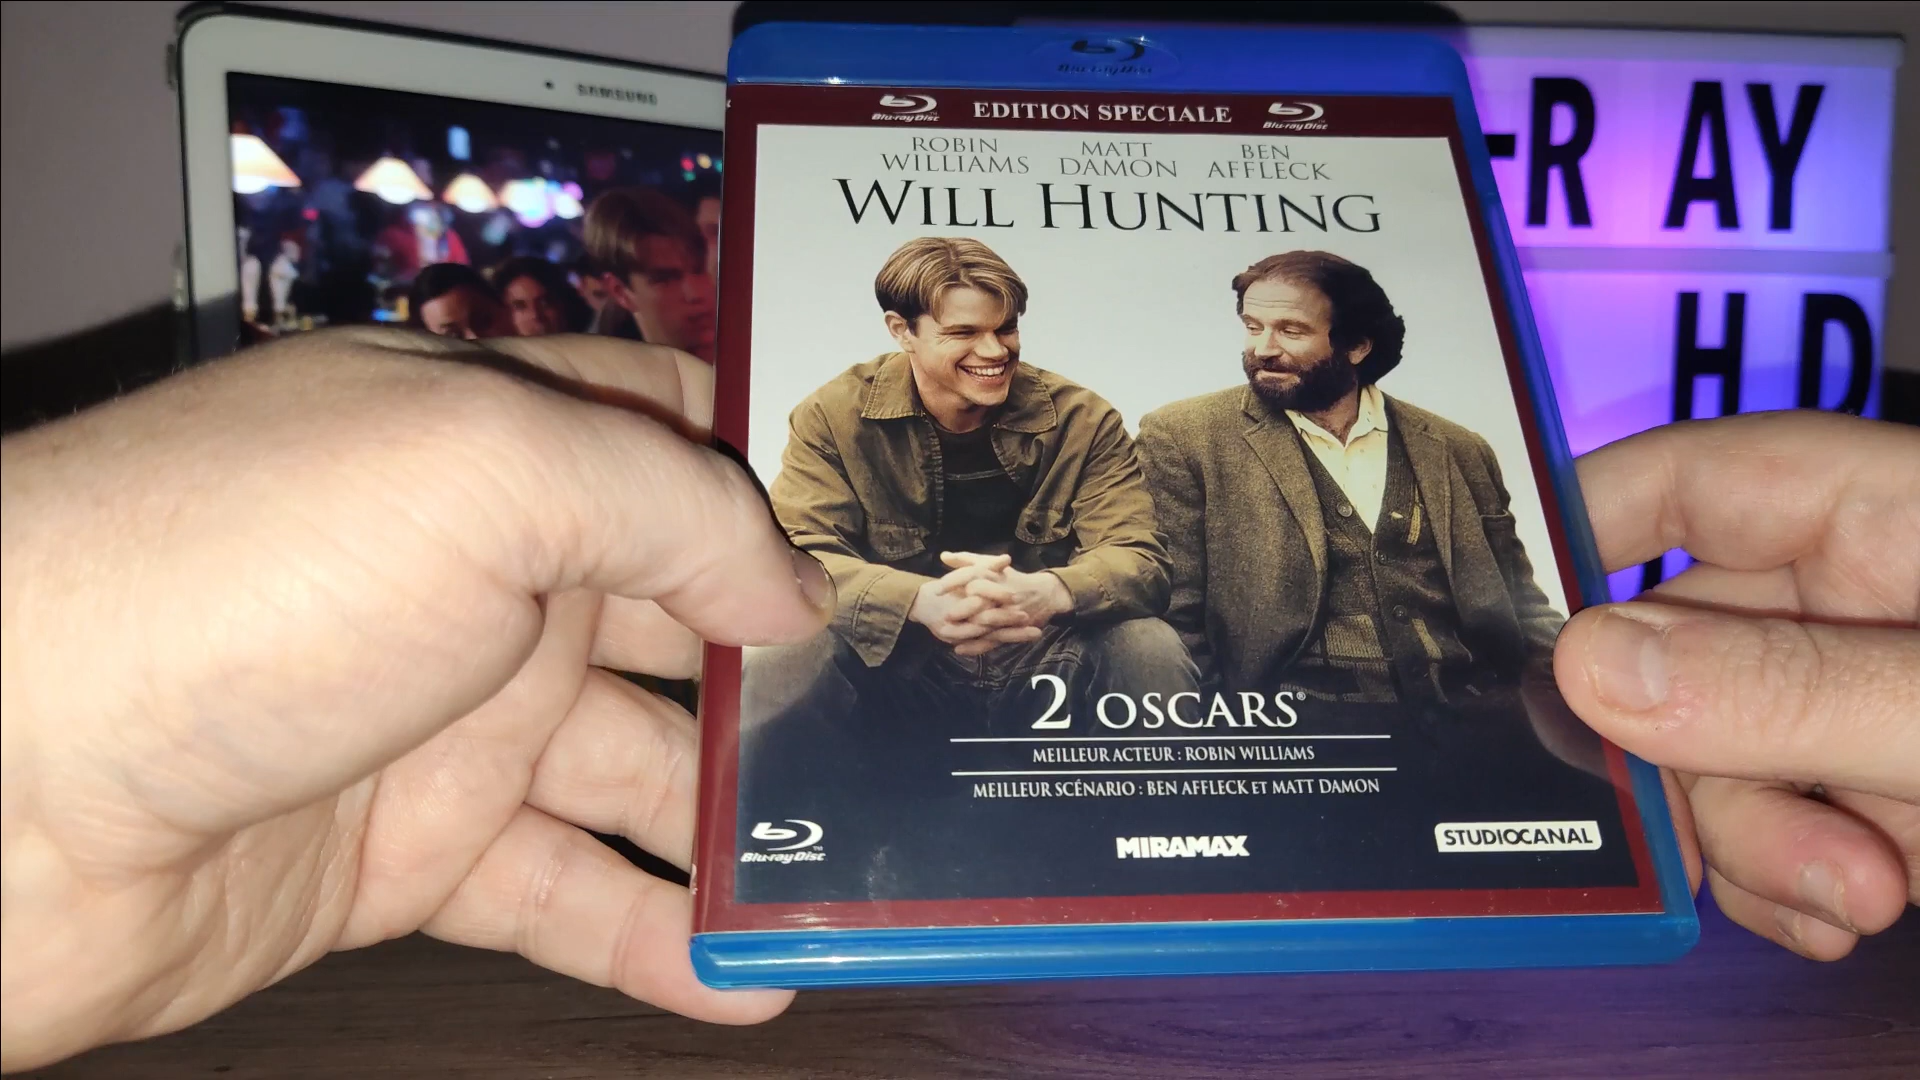 SAMSUNG
Blu-ray Disc
Blu-ray Disc EDITION SPECIALE Blu-ray Disc
ROBIN WILLIAMS
MATT DAMON
BEN AFFLECK
WILL HUNTING
2 OSCARS®
MEILLEUR ACTEUR : ROBIN WILLIAMS
MEILLEUR SCÉNARIO : BEN AFFLECK ET MATT DAMON
Blu-ray Disc™
MIRAMAX
STUDIOCANAL
-R AY
HD